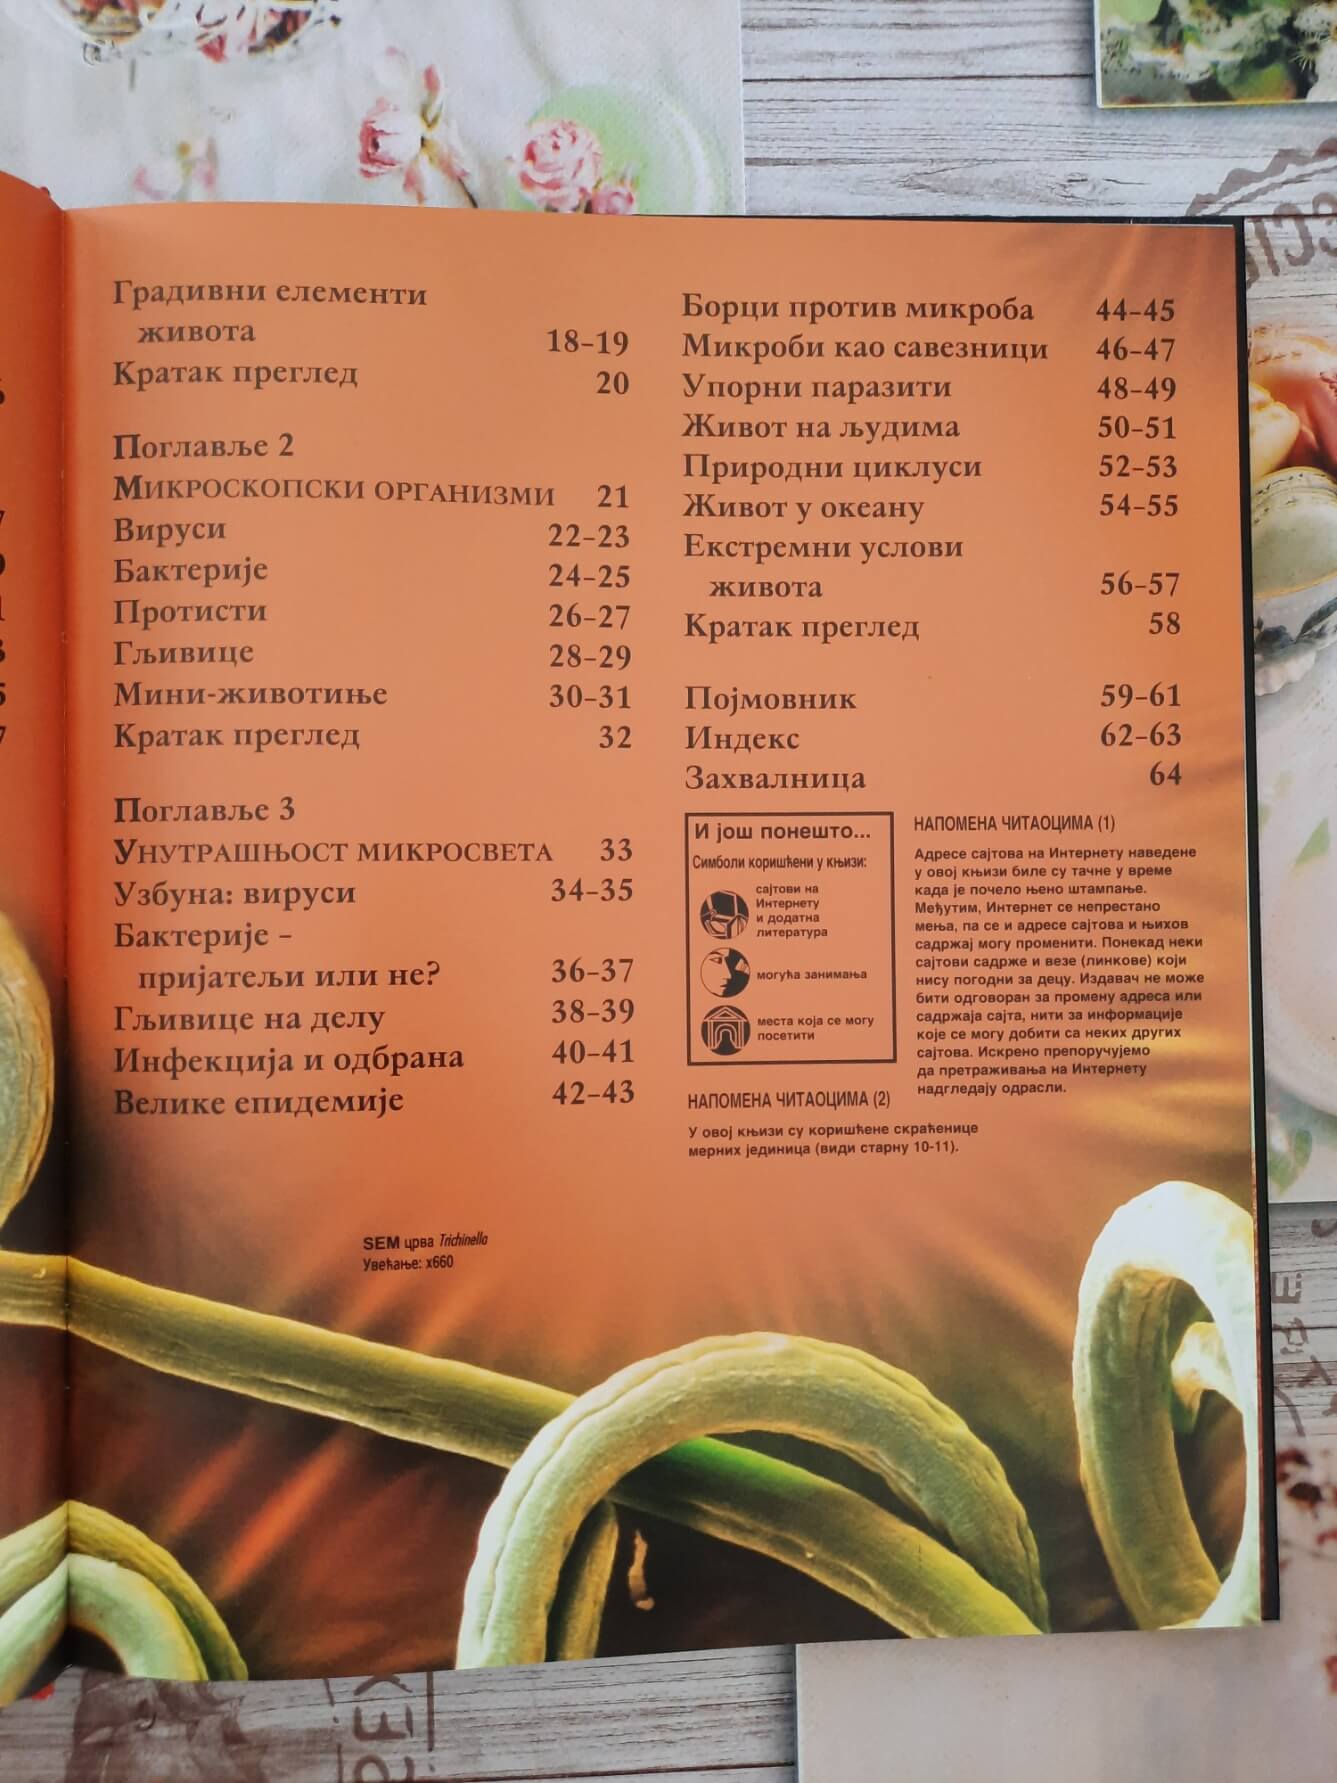 Градивни елементи
живота 18-19
Кратак преглед 20
Поглавље 2
Микроскопски организми 21
Вируси 22-23
Бактерије 24-25
Протисти 26-27
Гљивице 28-29
Мини-животиње 30-31
Кратак преглед 32
Поглавље 3
Унутрашњост микросвета 33
Узбуна: вируси 34-35
Бактерије –
пријатељи или не? 36-37
Гљивице на делу 38-39
Инфекција и одбрана 40-41
Велике епидемије 42-43
Борци против микроба 44-45
Микроби као савезници 46-47
Упорни паразити 48-49
Живот на људима 50-51
Природни циклуси 52-53
Живот у океану 54-55
Екстремни услови
живота 56-57
Кратак преглед 58
Појмовник 59-61
Индекс 62-63
Захвалница 64
И још понешто...
Симболи коришћени у књизи:
сајтови на
Интернету
и додатна
литература
могућа занимања
места која се могу
посетити
НАПОМЕНА ЧИТАОЦИМА (1)
Адресе сајтова на Интернету наведене
у овој књизи биле су тачне у време
када је почело њено штампање.
Међутим, Интернет се непрестано
мења, па се и адресе сајтова и њихов
садржај могу променити. Понекад неки
сајтови садрже и везе (линкове) који
нису погодни за децу. Издавач не може
бити одговоран за промену адреса или
садржаја сајта, нити за информације
које се могу добити са неких других
сајтова. Искрено препоручујемо
да претраживања на Интернету
надгледају одрасли.
НАПОМЕНА ЧИТАОЦИМА (2)
У овој књизи су коришћене скраћенице
мерних јединица (види старну 10-11).
SEM црва Trichinella
Увећање: x660